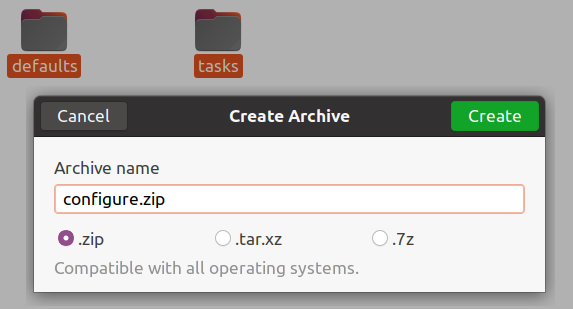 defaults tasks
Cancel Create Archive Create
Archive name
configure.zip
.zip .tar.xz .7z
Compatible with all operating systems.